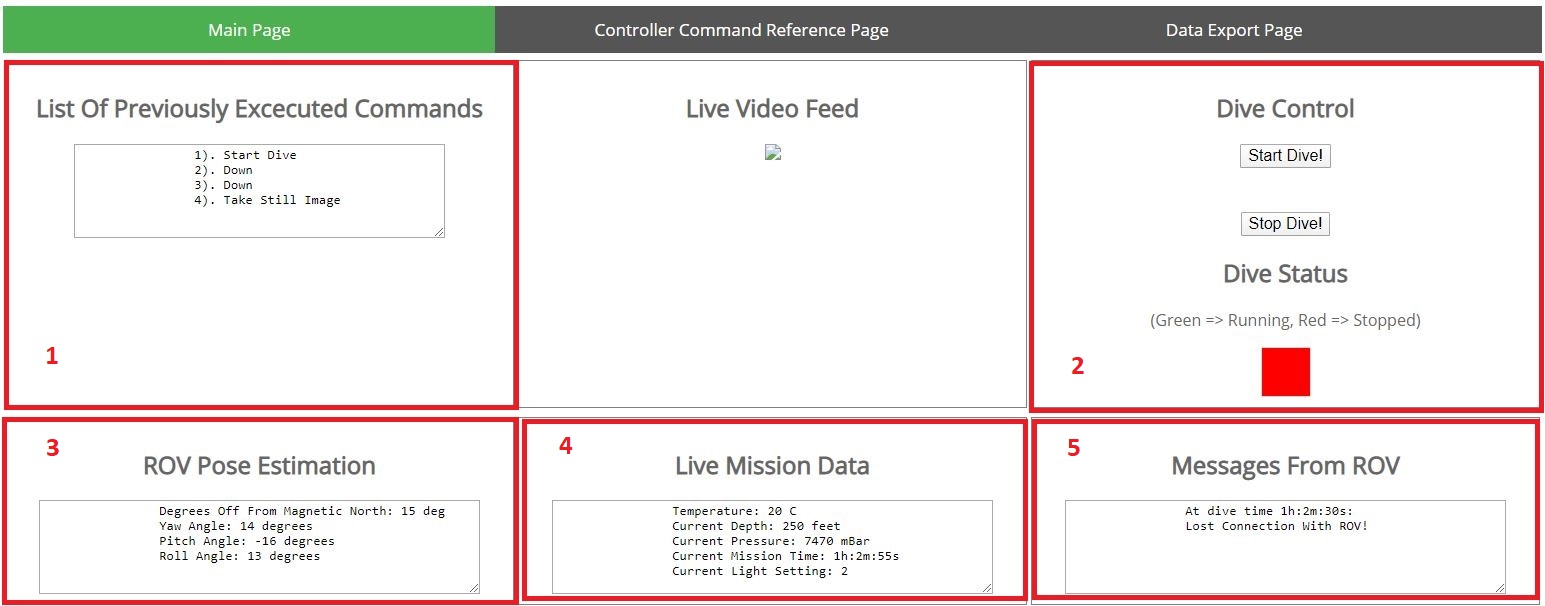 Main Page
Controller Command Reference Page
Data Export Page
List Of Previously Excecuted Commands
1). Start Dive
2). Down
3). Down
4). Take Still Image
1
Live Video Feed
Dive Control
Start Dive!
Stop Dive!
Dive Status
(Green => Running, Red => Stopped)
2
3
ROV Pose Estimation
Degrees Off From Magnetic North: 15 deg
Yaw Angle: 14 degrees
Pitch Angle: -16 degrees
Roll Angle: 13 degrees
4
Live Mission Data
Temperature: 20 C
Current Depth: 250 feet
Current Pressure: 7470 mBar
Current Mission Time: 1h:2m:55s
Current Light Setting: 2
5
Messages From ROV
At dive time 1h:2m:30s:
Lost Connection With ROV!